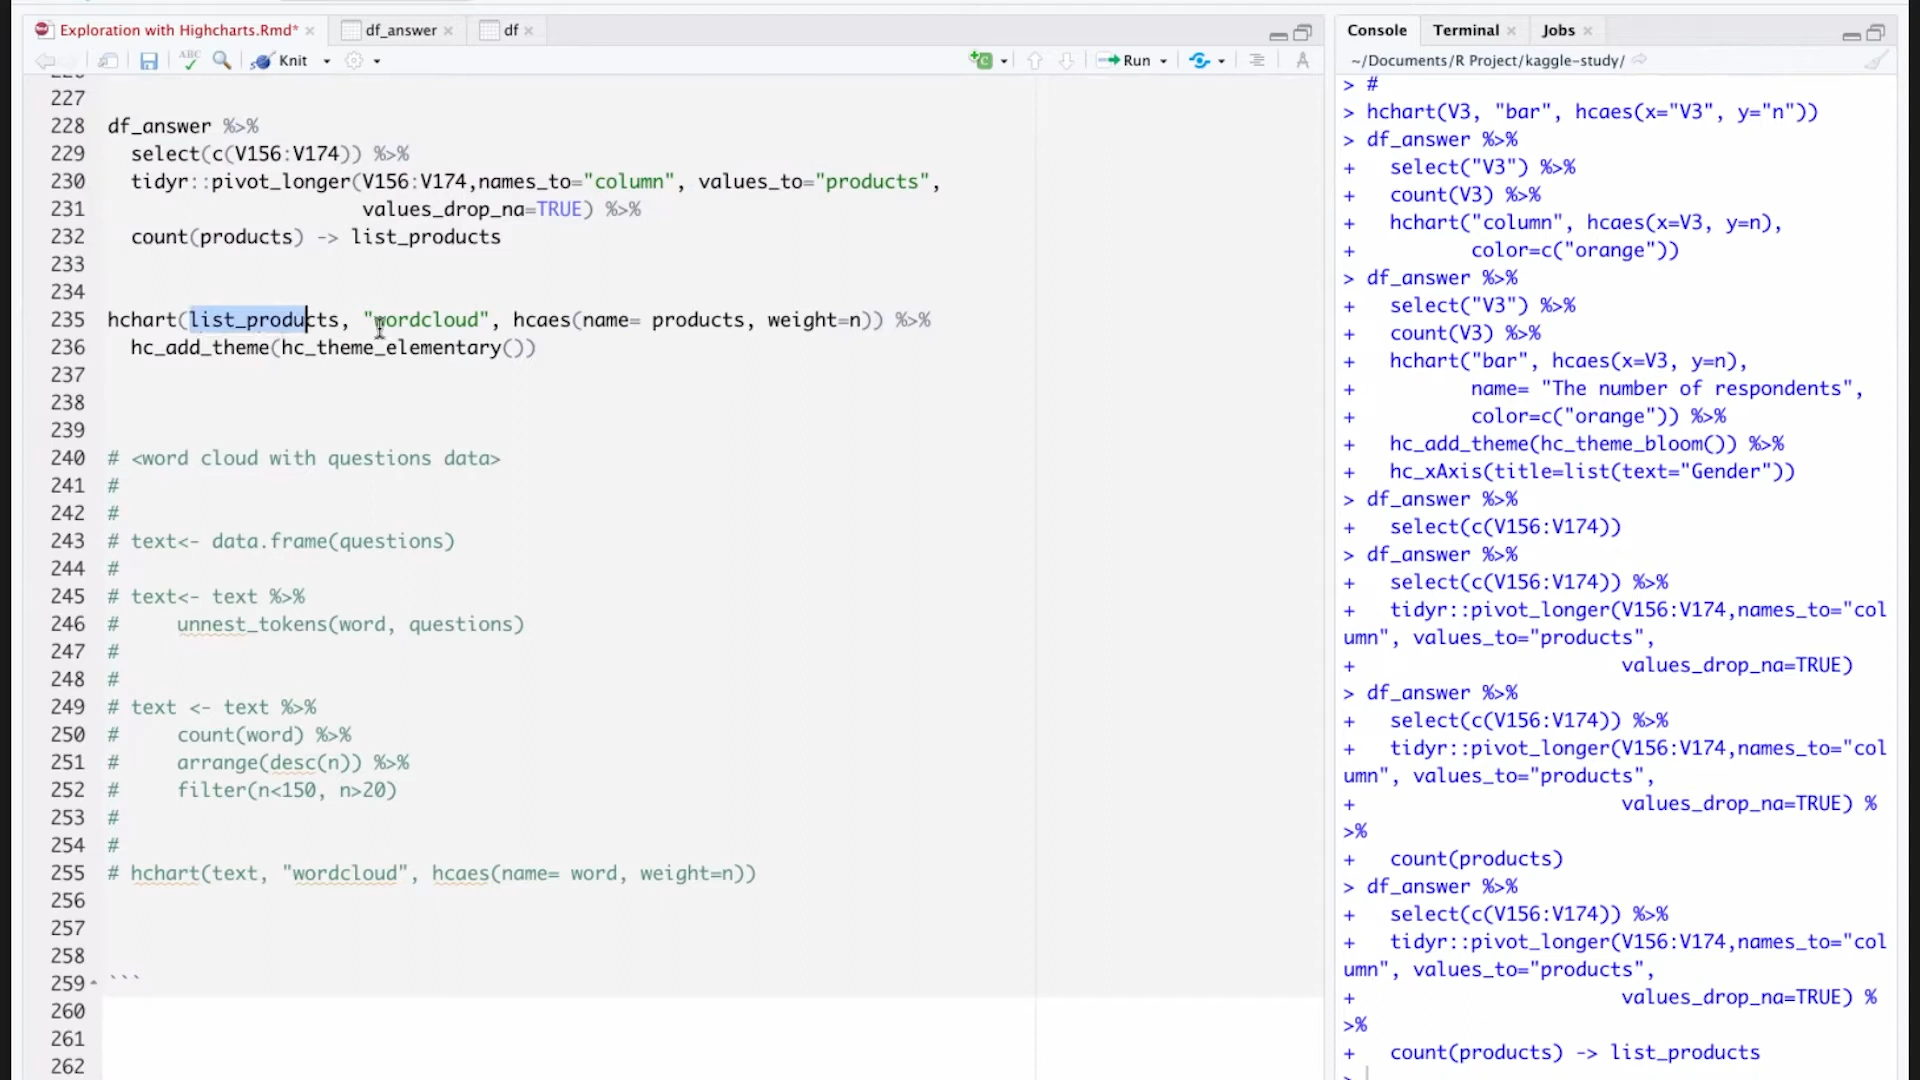 Exploration with Highcharts.Rmd*
df_answer
df
ABC
Knit
Run
227
228 df_answer %>%
229 select(c(V156:V174)) %>%
230 tidyr::pivot_longer(V156:V174,names_to="column", values_to="products",
231 values_drop_na=TRUE) %>%
232 count(products) -> list_products
233
234
235 hchart(list_products, "wordcloud", hcaes(name= products, weight=n)) %>%
236 hc_add_theme(hc_theme_elementary())
237
238
239
240 # <word cloud with questions data>
241 #
242 #
243 # text<- data.frame(questions)
244 #
245 # text<- text %>%
246 # unnest_tokens(word, questions)
247 #
248 #
249 # text <- text %>%
250 # count(word) %>%
251 # arrange(desc(n)) %>%
252 # filter(n<150, n>20)
253 #
254 #
255 # hchart(text, "wordcloud", hcaes(name= word, weight=n))
256
257
258
259 ```
260
261
262
Console
Terminal
Jobs
~/Documents/R Project/kaggle-study/
> #
> hchart(V3, "bar", hcaes(x="V3", y="n"))
> df_answer %>%
+ select("V3") %>%
+ count(V3) %>%
+ hchart("column", hcaes(x=V3, y=n),
+ color=c("orange"))
> df_answer %>%
+ select("V3") %>%
+ count(V3) %>%
+ hchart("bar", hcaes(x=V3, y=n),
+ name= "The number of respondents",
+ color=c("orange")) %>%
+ hc_add_theme(hc_theme_bloom()) %>%
+ hc_xAxis(title=list(text="Gender"))
> df_answer %>%
+ select(c(V156:V174))
> df_answer %>%
+ select(c(V156:V174)) %>%
+ tidyr::pivot_longer(V156:V174,names_to="col
umn", values_to="products",
+ values_drop_na=TRUE)
> df_answer %>%
+ select(c(V156:V174)) %>%
+ tidyr::pivot_longer(V156:V174,names_to="col
umn", values_to="products",
+ values_drop_na=TRUE) %
>%
+ count(products)
> df_answer %>%
+ select(c(V156:V174)) %>%
+ tidyr::pivot_longer(V156:V174,names_to="col
umn", values_to="products",
+ values_drop_na=TRUE) %
>%
+ count(products) -> list_products
>